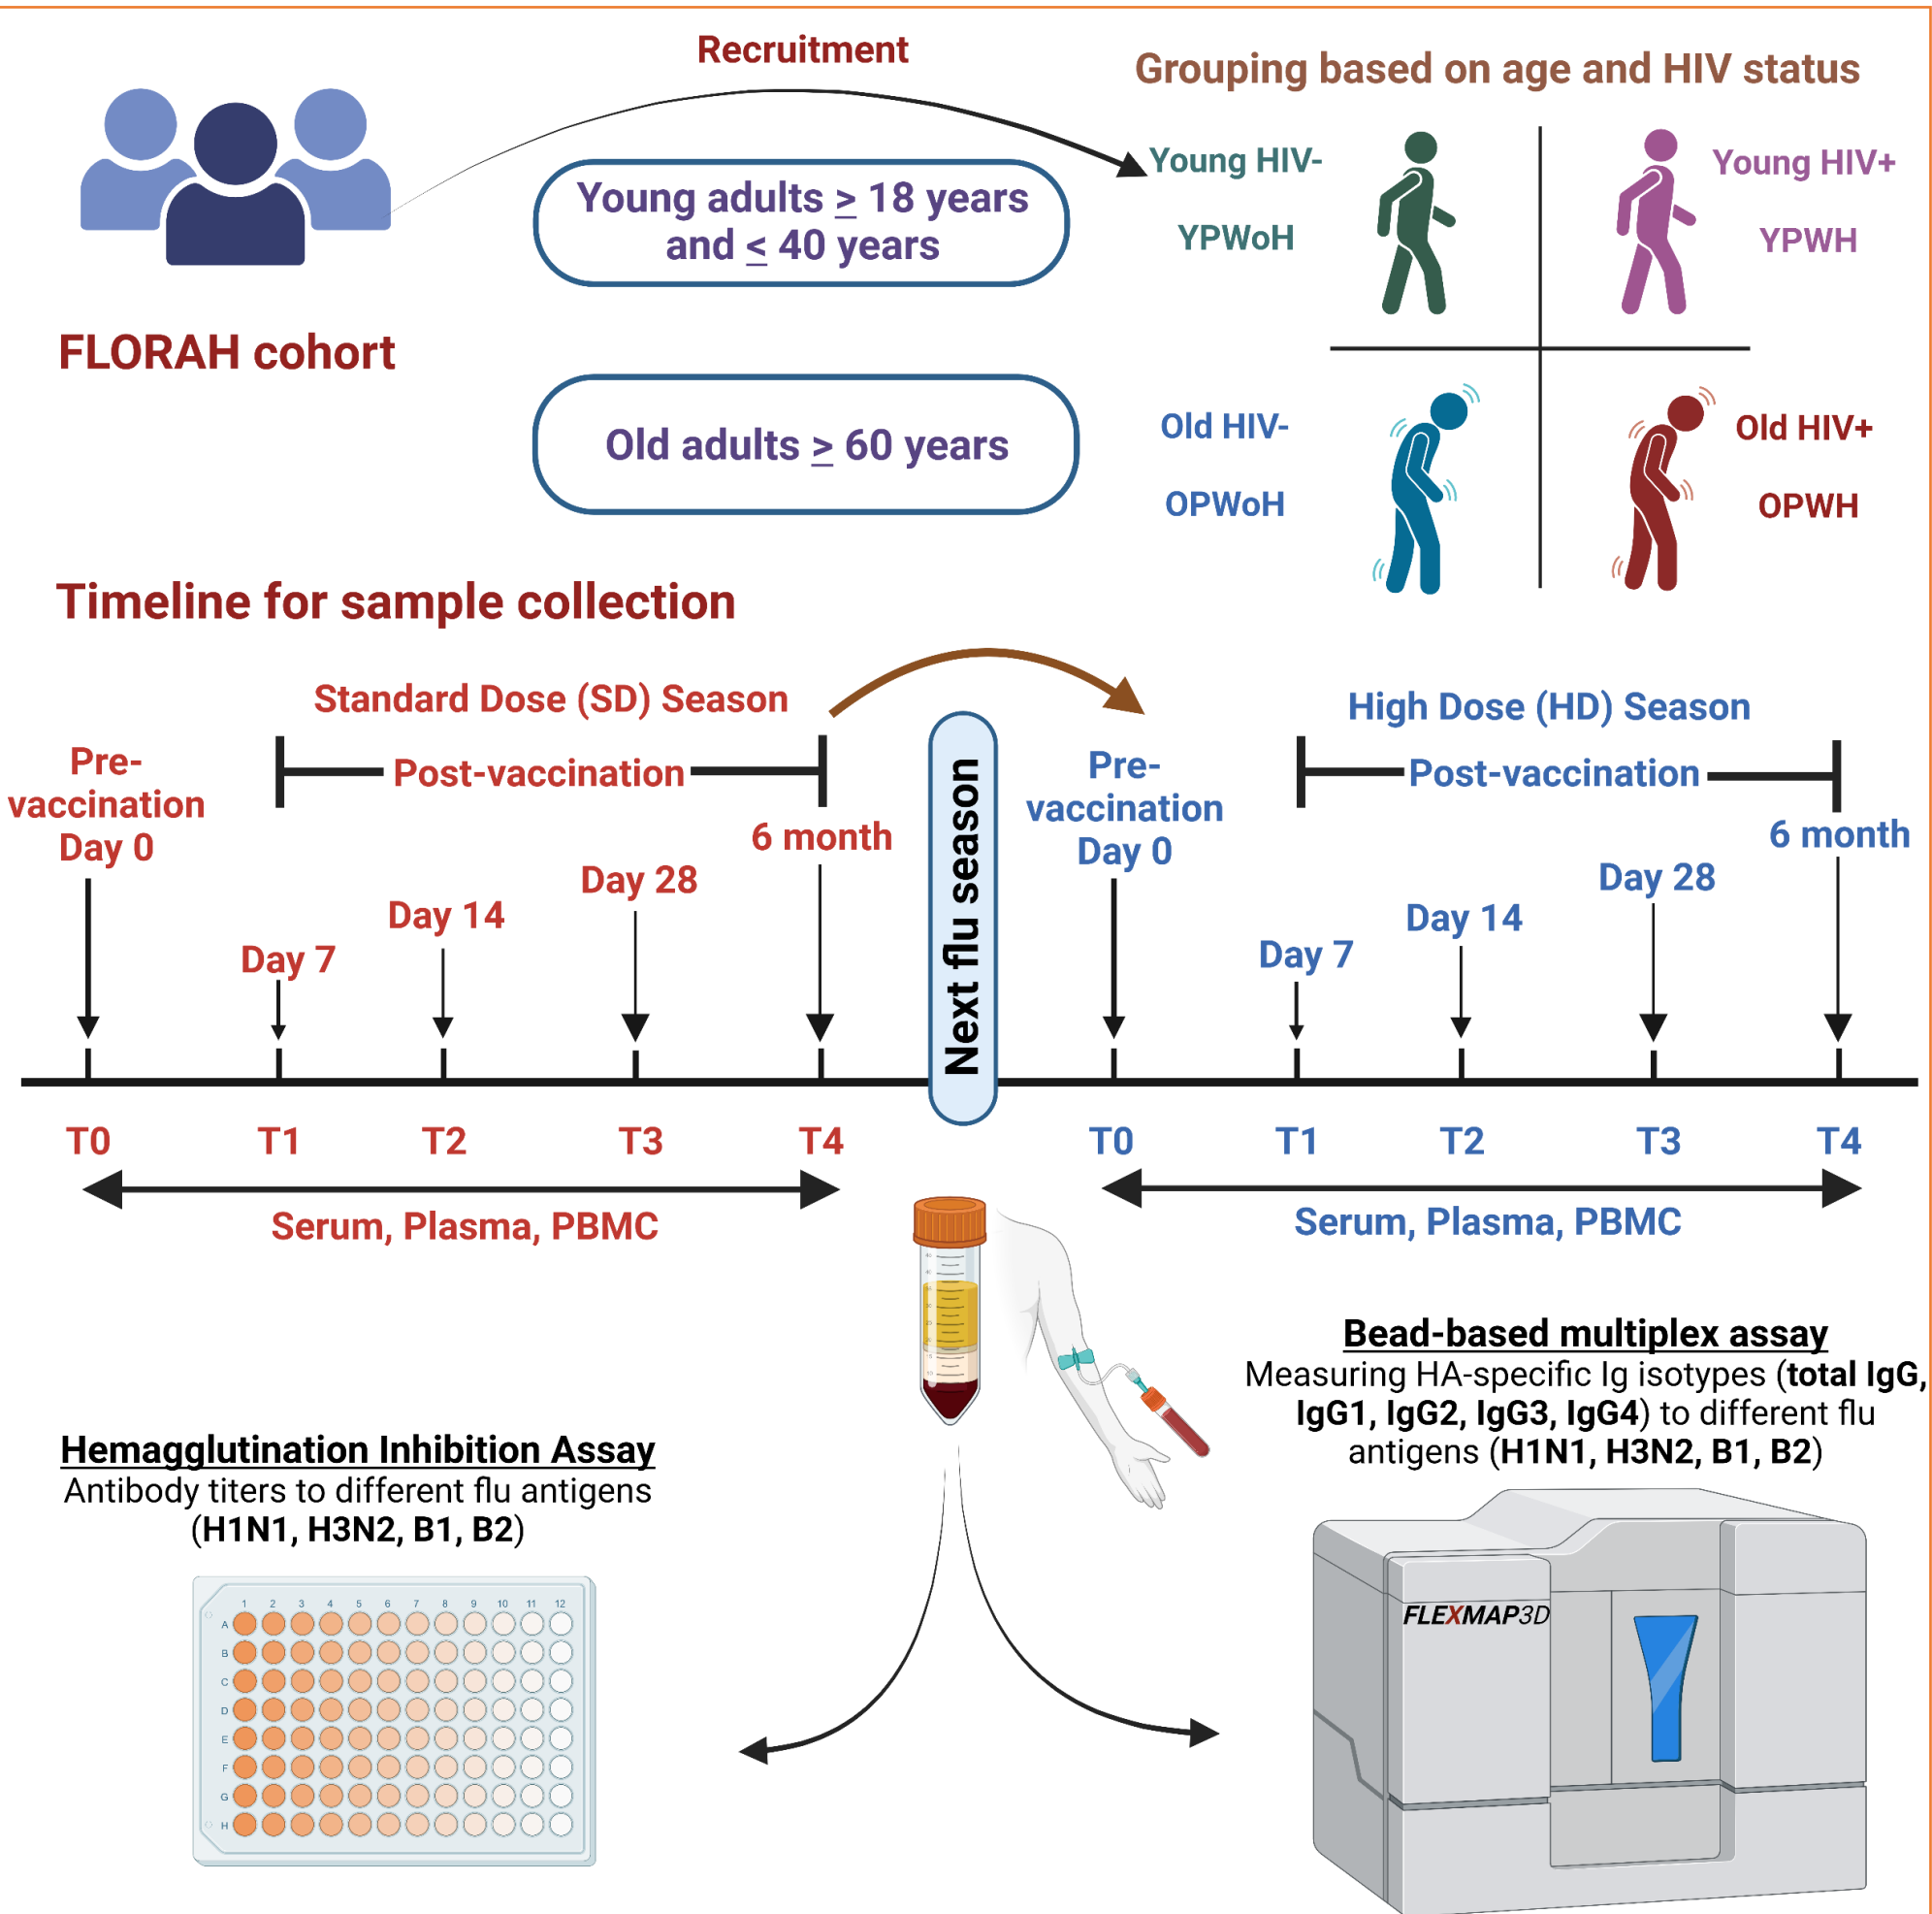 Recruitment
Grouping based on age and HIV status
FLORAH cohort
Young adults ≥ 18 years
and ≤ 40 years
Old adults ≥ 60 years
Young HIV-
YPWoH
Young HIV+
YPWH
Old HIV-
OPWoH
Old HIV+
OPWH
Timeline for sample collection
Standard Dose (SD) Season
Pre-
vaccination
Day 0
Post-vaccination
Day 7
Day 14
Day 28
6 month
Next flu season
High Dose (HD) Season
Pre-
vaccination
Day 0
Post-vaccination
Day 7
Day 14
Day 28
6 month
T0 T1 T2 T3 T4
T0 T1 T2 T3 T4
Serum, Plasma, PBMC
Serum, Plasma, PBMC
Hemagglutination Inhibition Assay
Antibody titers to different flu antigens
(H1N1, H3N2, B1, B2)
1 2 3 4 5 6 7 8 9 10 11 12
A
B
C
D
E
F
G
H
Bead-based multiplex assay
Measuring HA-specific Ig isotypes (total IgG,
IgG1, IgG2, IgG3, IgG4) to different flu
antigens (H1N1, H3N2, B1, B2)
FLEXMAP3D